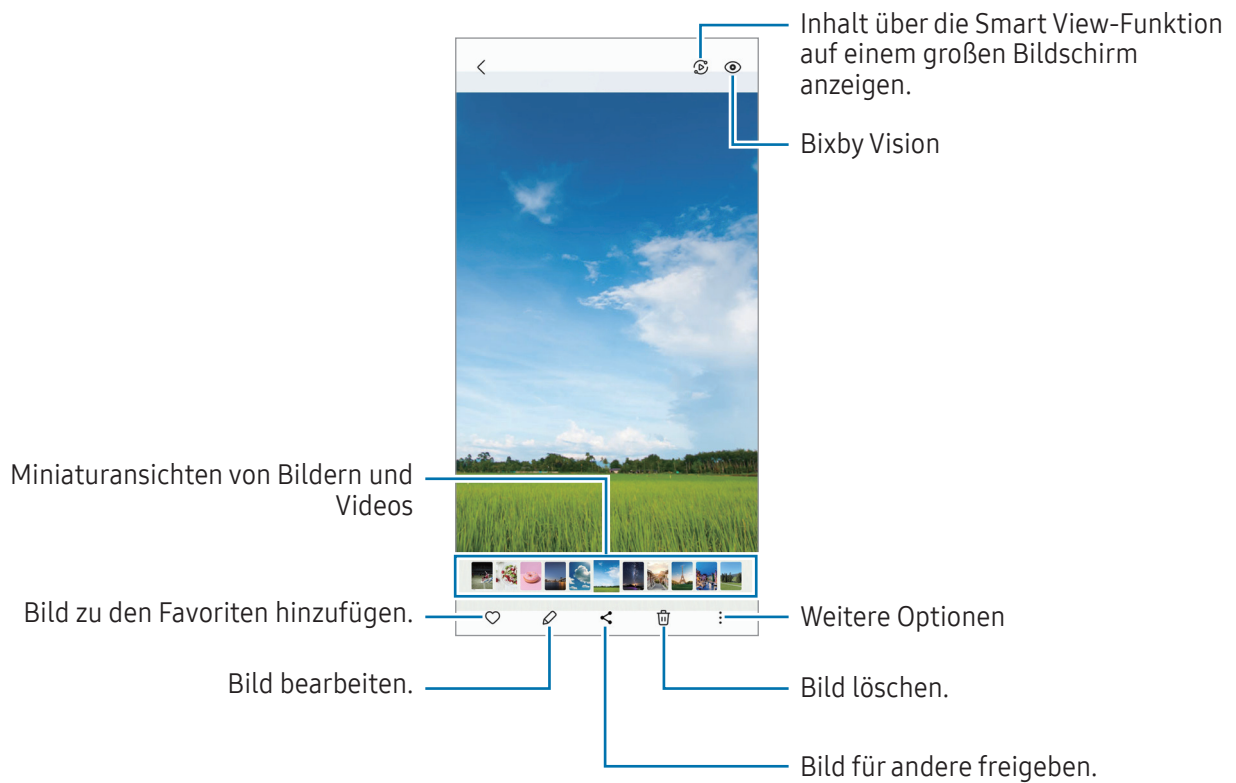 Inhalt über die Smart View-Funktion
auf einem großen Bildschirm
anzeigen.
Bixby Vision
Miniaturansichten von Bildern und
Videos
Bild zu den Favoriten hinzufügen.
Weitere Optionen
Bild bearbeiten.
Bild löschen.
Bild für andere freigeben.